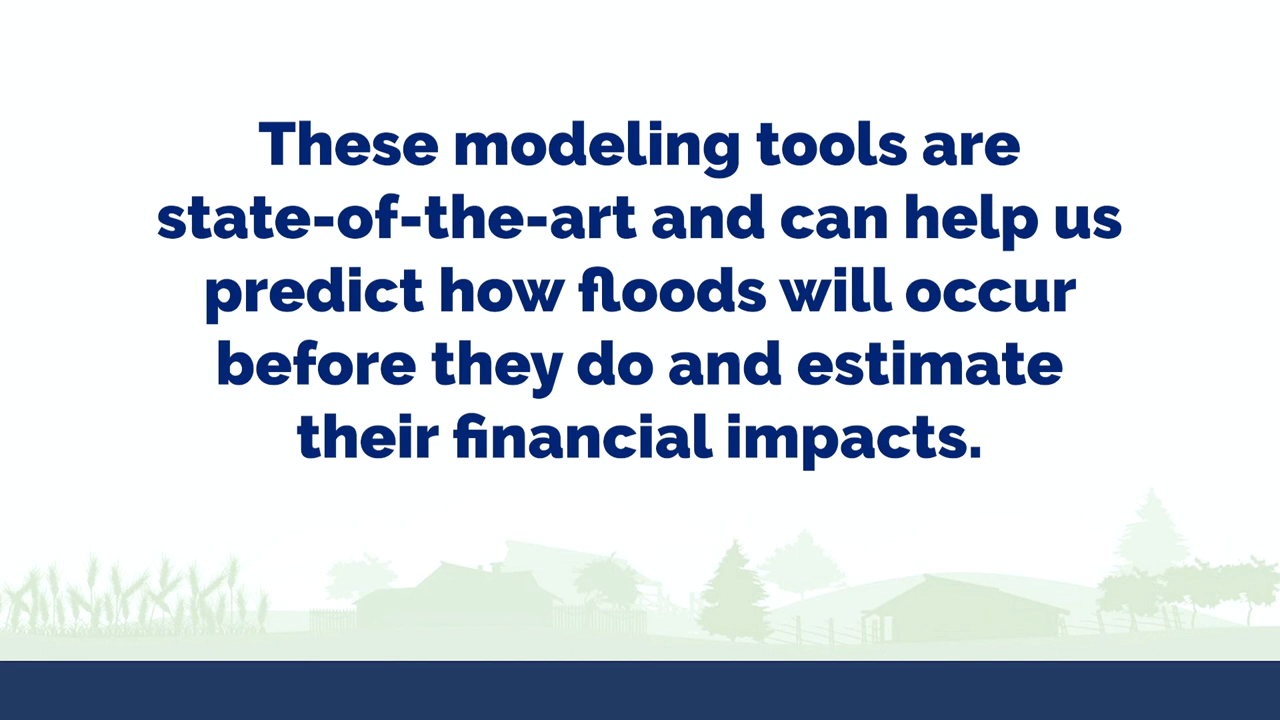 These modeling tools are
state-of-the-art and can help us
predict how floods will occur
before they do and estimate
their financial impacts.